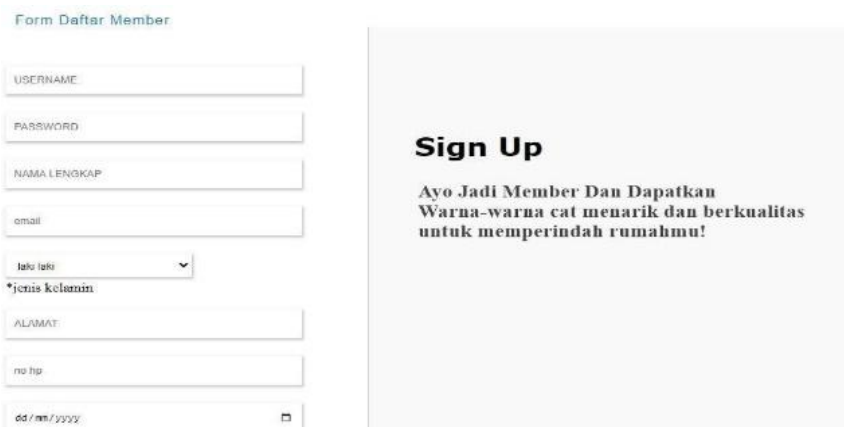 Form Daftar Member
USERNAME
PASSWORD
NAMA LENGKAP
email
laki laki
*jenis kelamin
ALAMAT
no hp
dd/mm/yyyy
Sign Up
Ayo Jadi Member Dan Dapatkan
Warna-warna cat menarik dan berkualitas
untuk memperindah rumahmu!